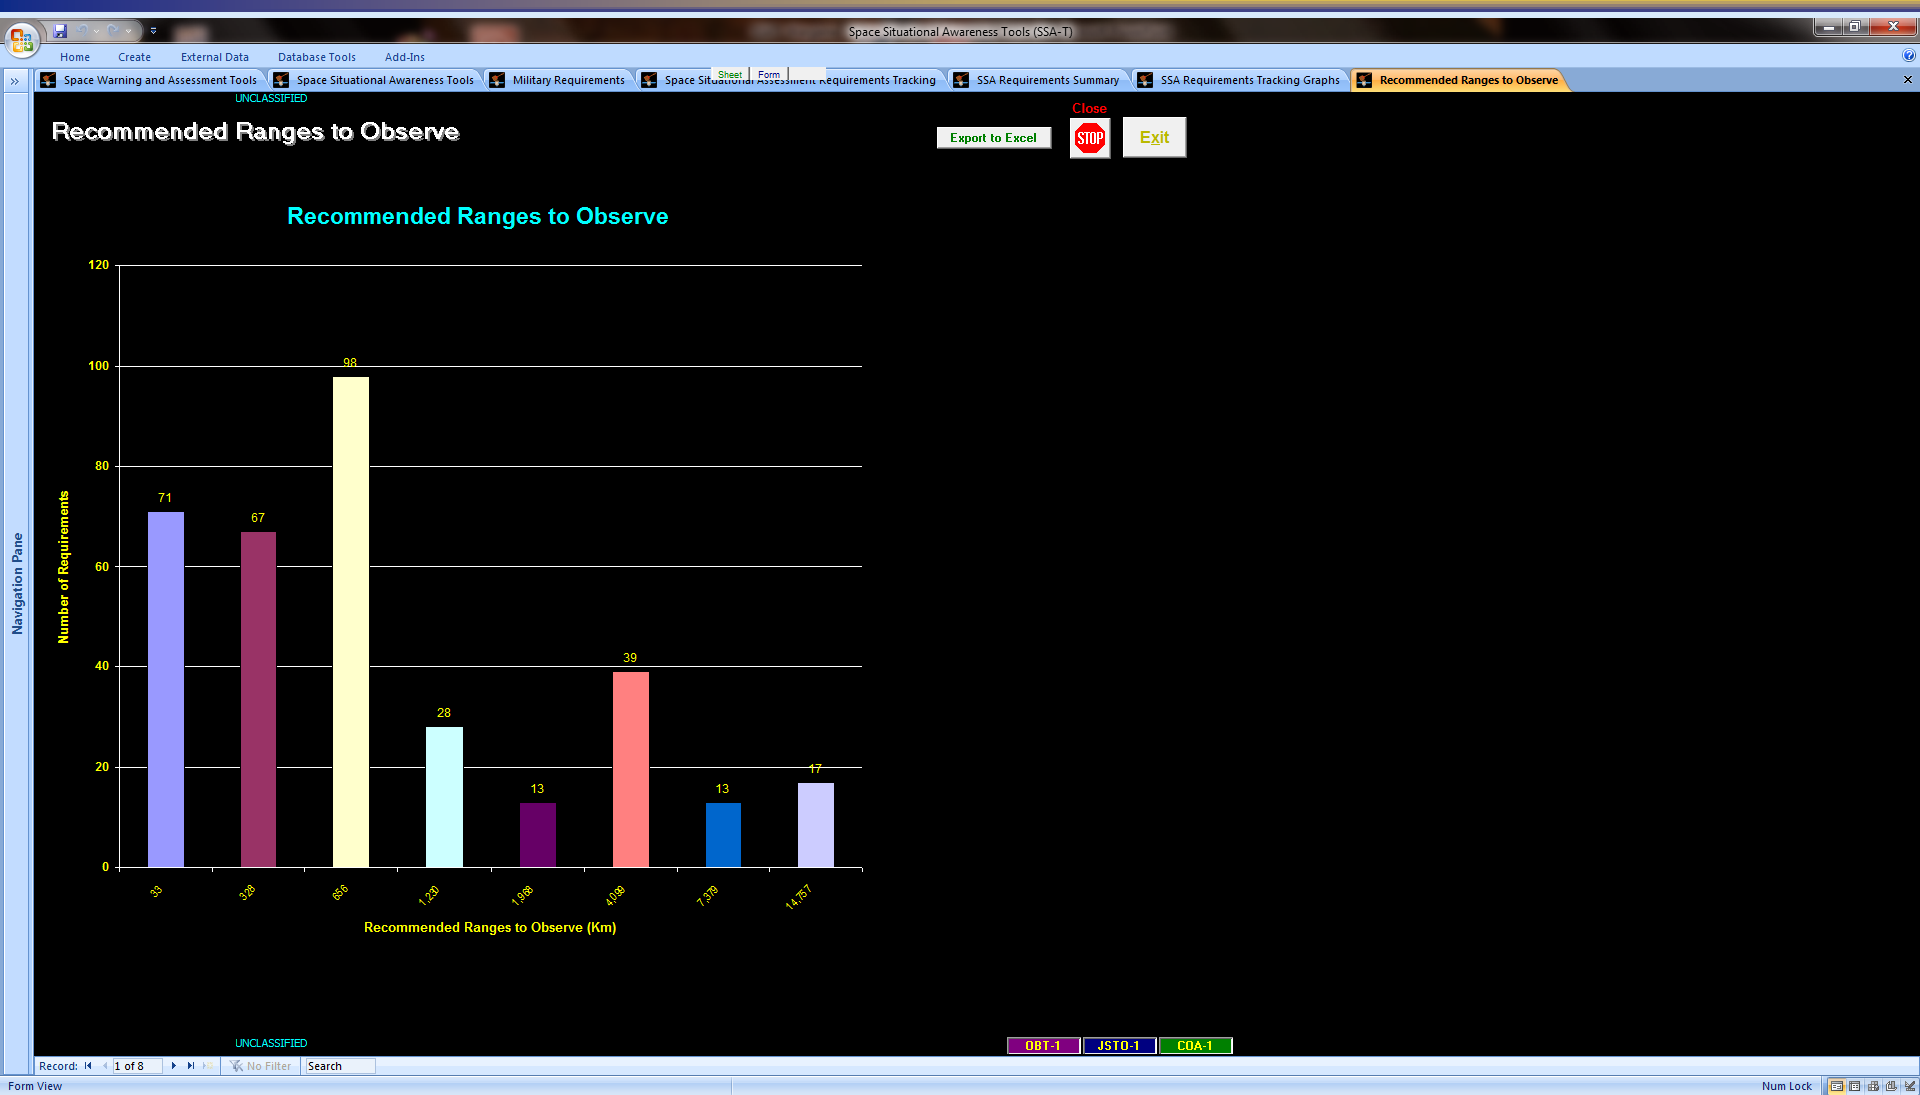 Space Situational Awareness Tools (SSA-T)
Home Create External Data Database Tools Add-Ins
Sheet Form
Space Warning and Assessment Tools Space Situational Awareness Tools Military Requirements Space Situational Assessment Requirements Tracking SSA Requirements Summary SSA Requirements Tracking Graphs Recommended Ranges to Observe
UNCLASSIFIED
Close
Recommended Ranges to Observe
Export to Excel STOP Exit
Navigation Pane
Recommended Ranges to Observe
Number of Requirements
120
100
80
60
40
20
0
71 67 98 28 13 39 13 17
33 328 656 1,230 1,968 4,099 7,379 14,757
Recommended Ranges to Observe (Km)
UNCLASSIFIED
OBT-1 JSTO-1 COA-1
Record: 1 of 8 No Filter Search
Form View Num Lock